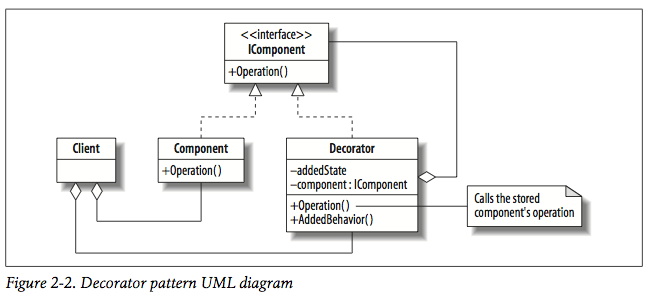 <<interface>>
IComponent
+Operation()
Client
Component
+Operation()
Decorator
–addedState
–component : IComponent
+Operation()
+AddedBehavior()
Calls the stored
component's operation
Figure 2-2. Decorator pattern UML diagram